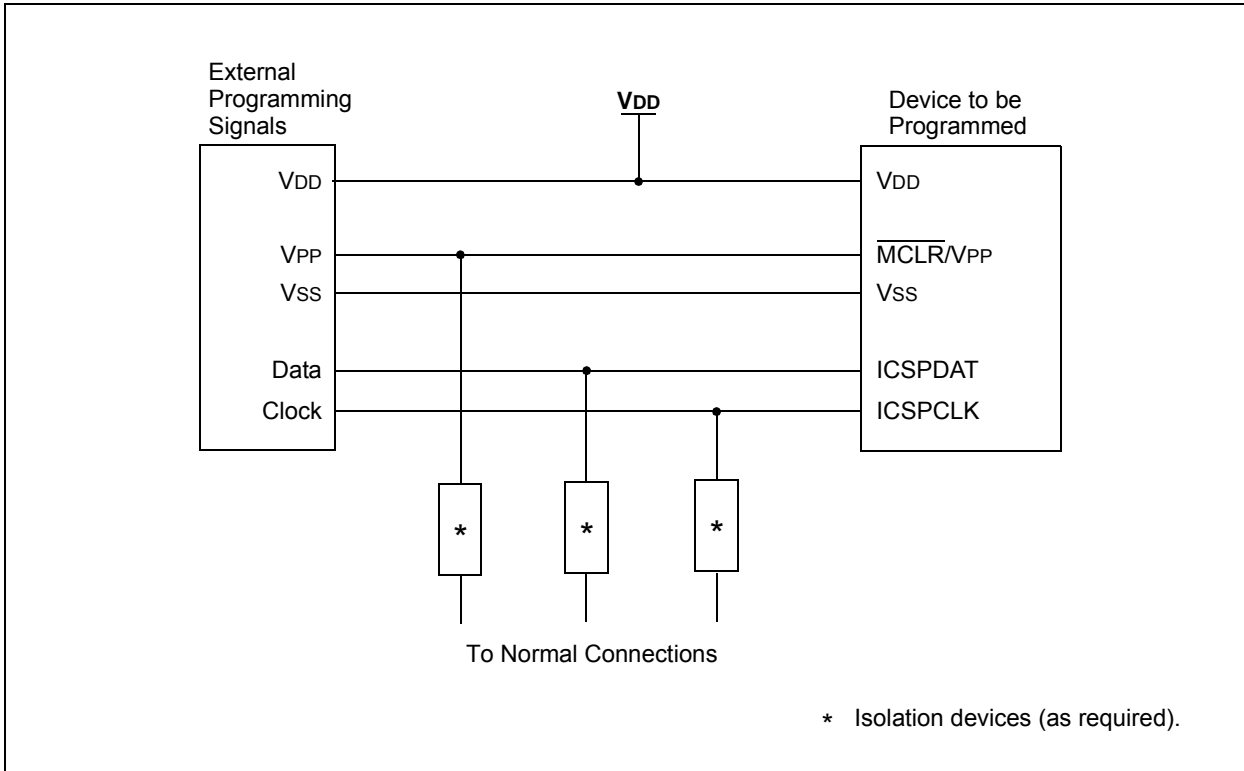 External
Programming
Signals
VDD
Device to be
Programmed
VDD
VDD
VPP
MCLR/VPP
VSS
VSS
Data
ICSPDAT
Clock
ICSPCLK
* * *
To Normal Connections
* Isolation devices (as required).